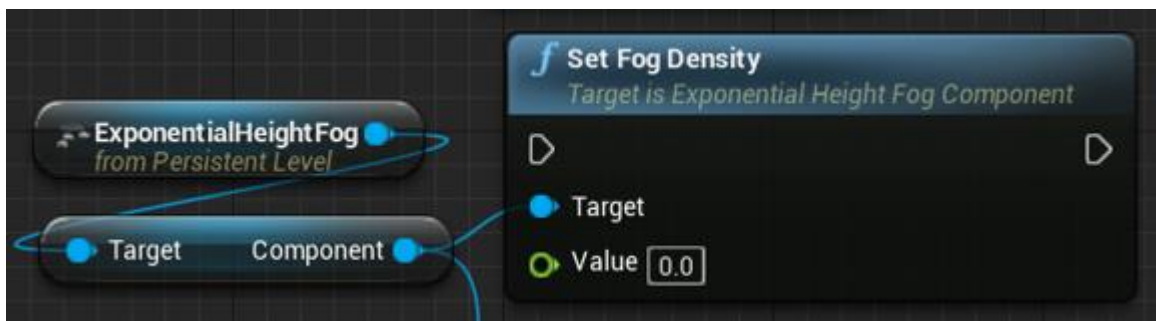 Set Fog Density
Target is Exponential Height Fog Component
ExponentialHeightFog
from Persistent Level
Target
Target Component
Value 0.0